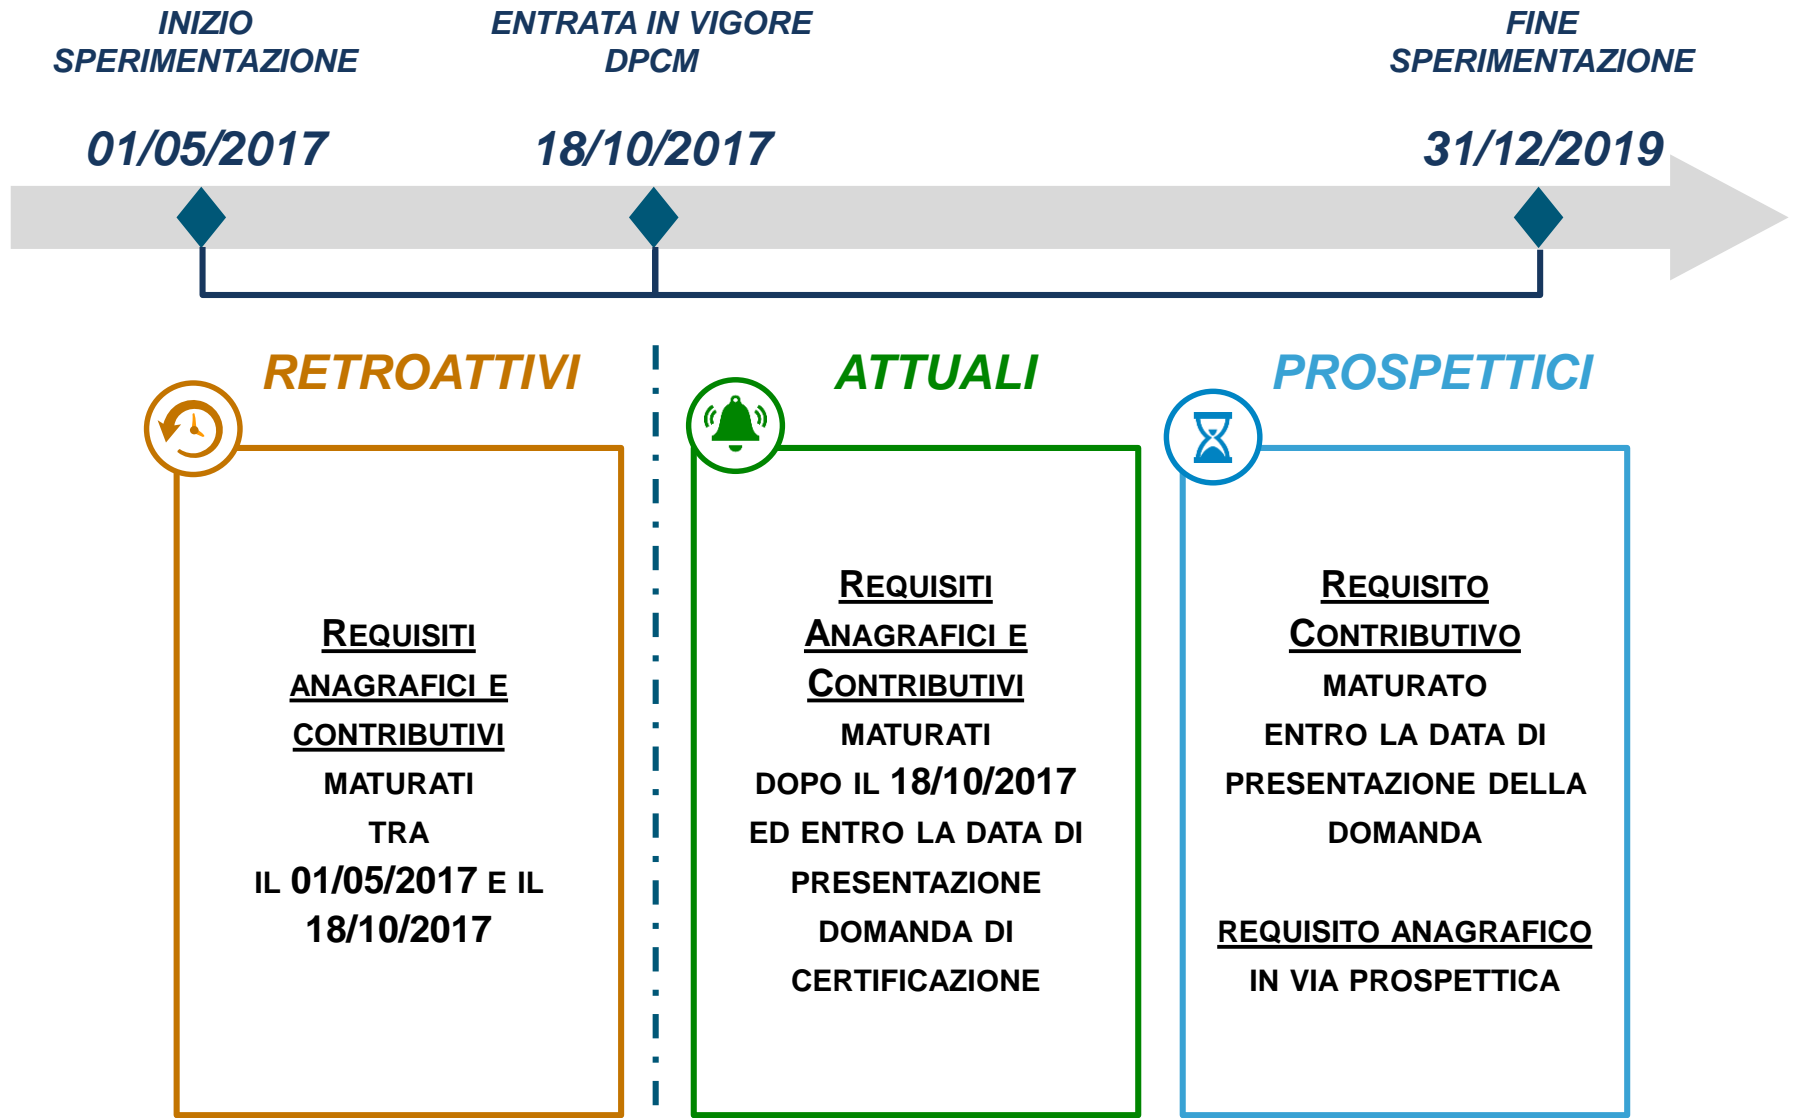 INIZIO
SPERIMENTAZIONE
ENTRATA IN VIGORE
DPCM
FINE
SPERIMENTAZIONE
01/05/2017
18/10/2017
31/12/2019
RETROATTIVI
REQUISITI
ANAGRAFICI E
CONTRIBUTIVI
MATURATI
TRA
IL 01/05/2017 E IL
18/10/2017
ATTUALI
REQUISITI
ANAGRAFICI E
CONTRIBUTIVI
MATURATI
DOPO IL 18/10/2017
ED ENTRO LA DATA DI
PRESENTAZIONE
DOMANDA DI
CERTIFICAZIONE
PROSPETTICI
REQUISITO
CONTRIBUTIVO
MATURATO
ENTRO LA DATA DI
PRESENTAZIONE DELLA
DOMANDA
REQUISITO ANAGRAFICO
IN VIA PROSPETTICA